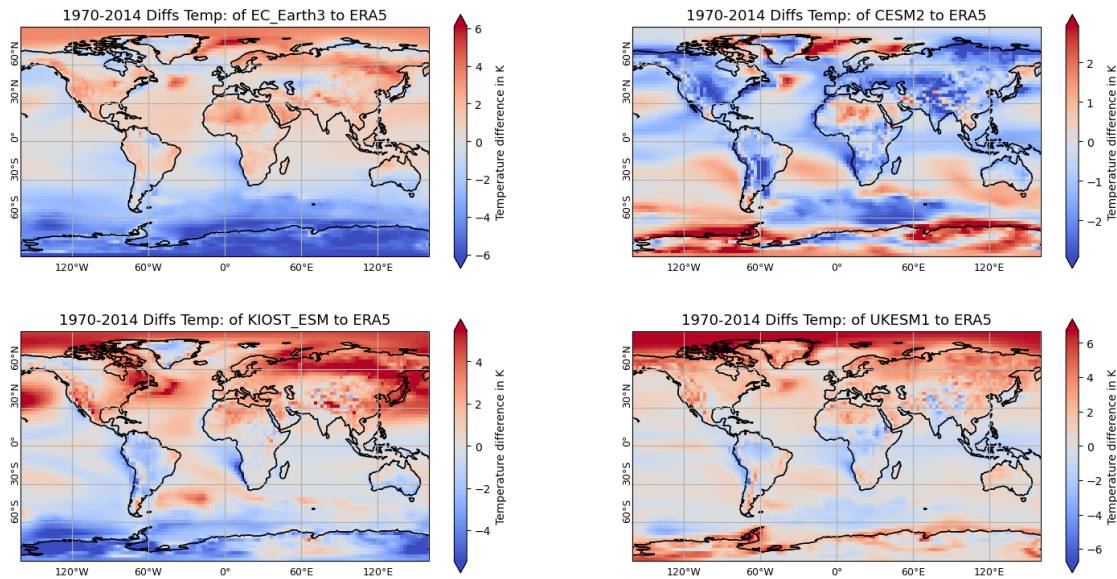 1970-2014 Diffs Temp: of EC_Earth3 to ERA5
60°N
30°N
0°
30°S
60°S
120°W 60°W 0° 60°E 120°E
6
4
2
0
−2
−4
−6
Temperature difference in K
1970-2014 Diffs Temp: of CESM2 to ERA5
60°N
30°N
0°
30°S
60°S
120°W 60°W 0° 60°E 120°E
2
1
0
−1
−2
Temperature difference in K
1970-2014 Diffs Temp: of KIOST_ESM to ERA5
60°N
30°N
0°
30°S
60°S
120°W 60°W 0° 60°E 120°E
4
2
0
−2
−4
Temperature difference in K
1970-2014 Diffs Temp: of UKESM1 to ERA5
60°N
30°N
0°
30°S
60°S
120°W 60°W 0° 60°E 120°E
6
4
2
0
−2
−4
−6
Temperature difference in K